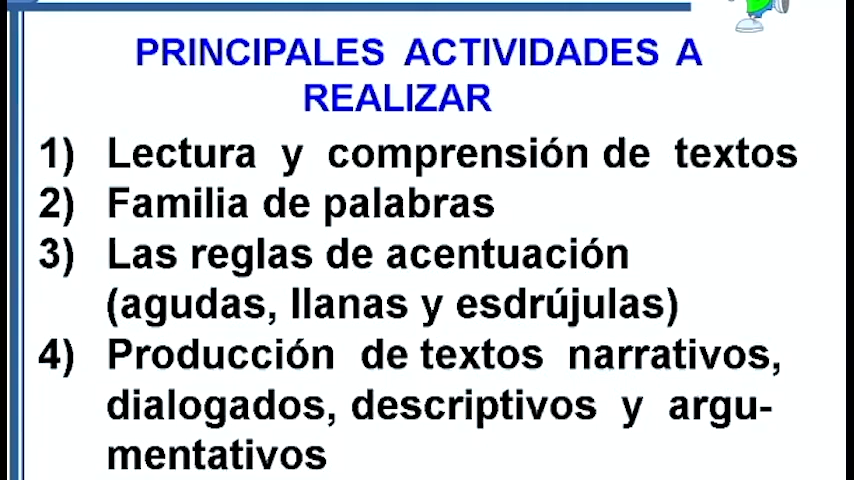 PRINCIPALES ACTIVIDADES A
REALIZAR
1) Lectura y comprensión de textos
2) Familia de palabras
3) Las reglas de acentuación
(agudas, llanas y esdrújulas)
4) Producción de textos narrativos,
dialogados, descriptivos y argu-
mentativos